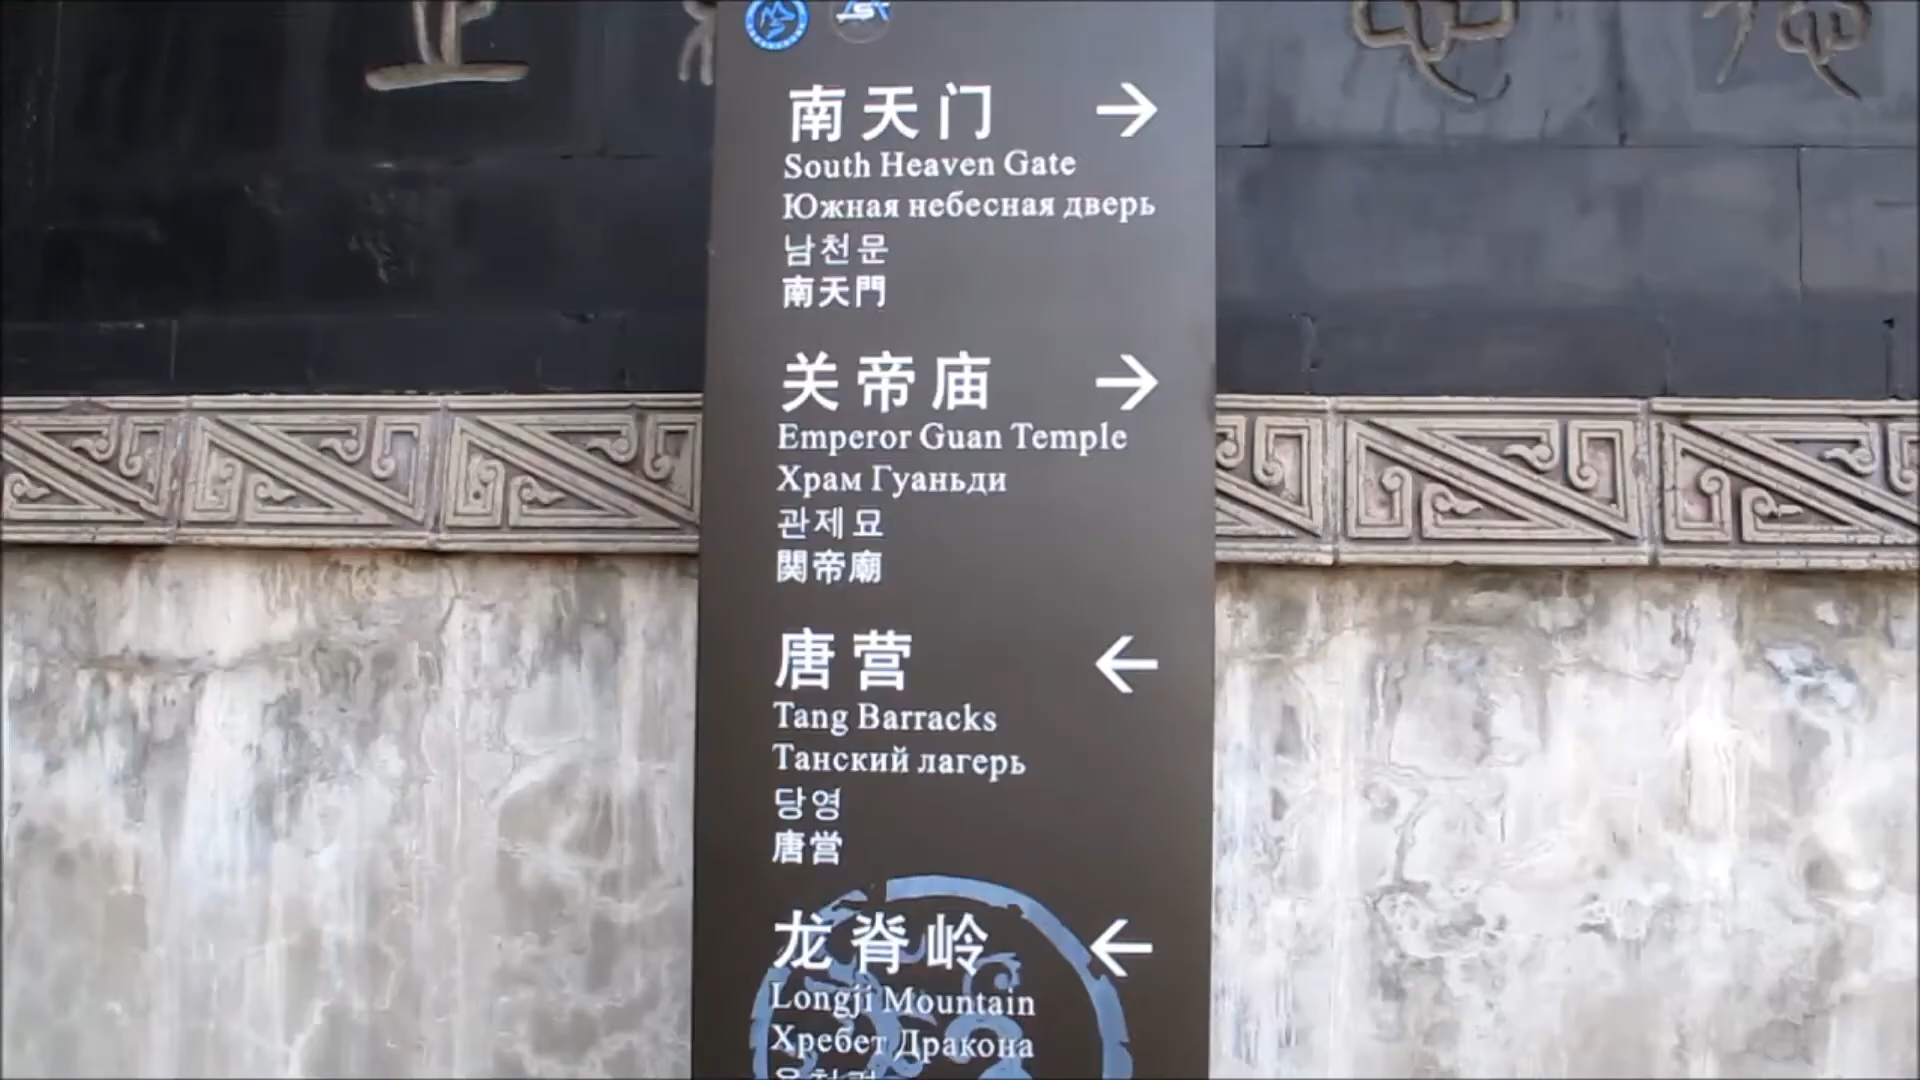 南天门 →
South Heaven Gate
Южная небесная дверь
남천문
南天門
关帝庙 →
Emperor Guan Temple
Храм Гуаньди
관제묘
関帝廟
唐营 ←
Tang Barracks
Танский лагерь
당영
唐営
龙脊岭 ←
Longji Mountain
Хребет Дракона